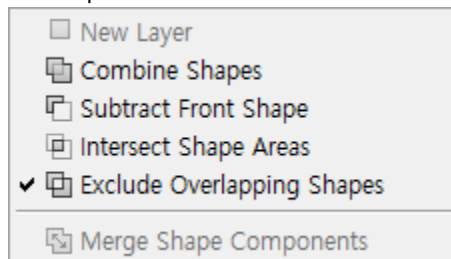 New Layer
Combine Shapes
Subtract Front Shape
Intersect Shape Areas
Exclude Overlapping Shapes
Merge Shape Components